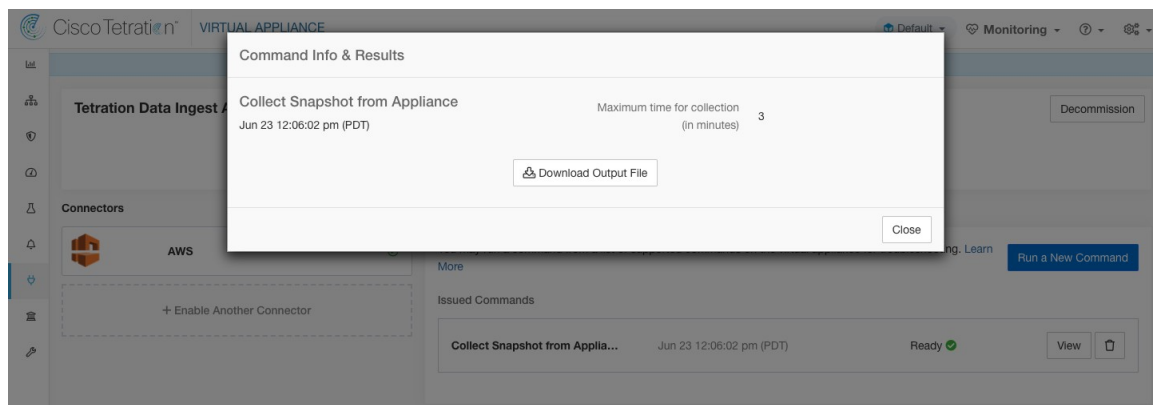 Cisco Tetration™ VIRTUAL APPLIANCE Default Monitoring
Command Info & Results
Collect Snapshot from Appliance
Jun 23 12:06:02 pm (PDT)
Maximum time for collection
(in minutes)
3
Download Output File
Close
Tetration Data Ingest
Decommission
Connectors
AWS
+ Enable Another Connector
Learn
More
Run a New Command
Issued Commands
Collect Snapshot from Applia... Jun 23 12:06:02 pm (PDT) Ready View